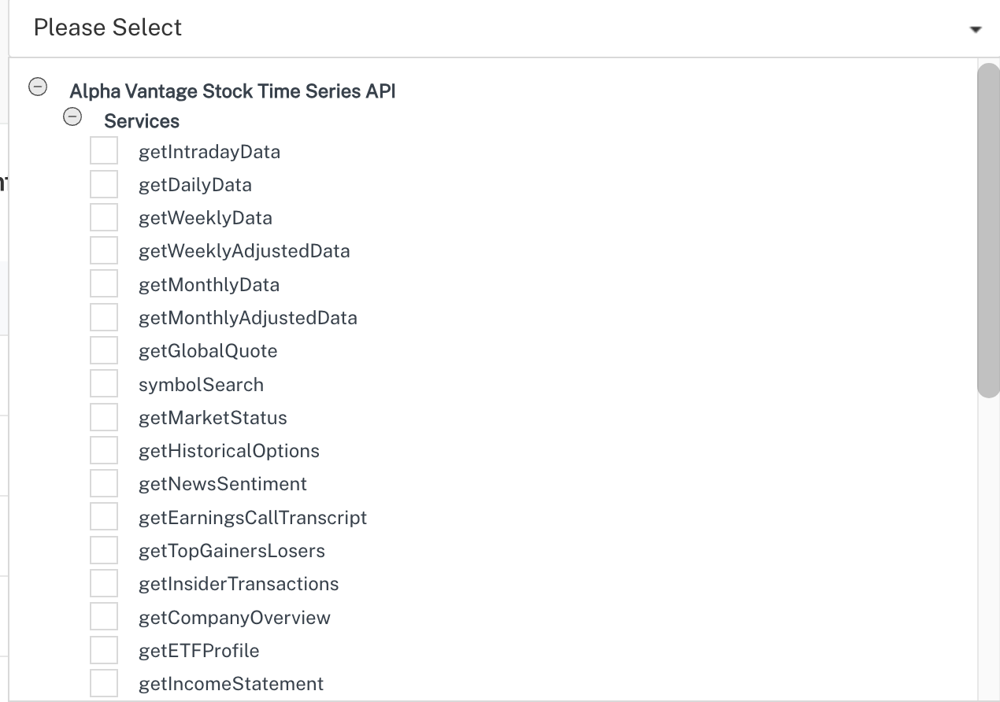 Please Select
Alpha Vantage Stock Time Series API
Services
getIntradayData
getDailyData
getWeeklyData
getWeeklyAdjustedData
getMonthlyData
getMonthlyAdjustedData
getGlobalQuote
symbolSearch
getMarketStatus
getHistoricalOptions
getNewsSentiment
getEarningsCallTranscript
getTopGainersLosers
getInsiderTransactions
getCompanyOverview
getETFProfile
getIncomeStatement